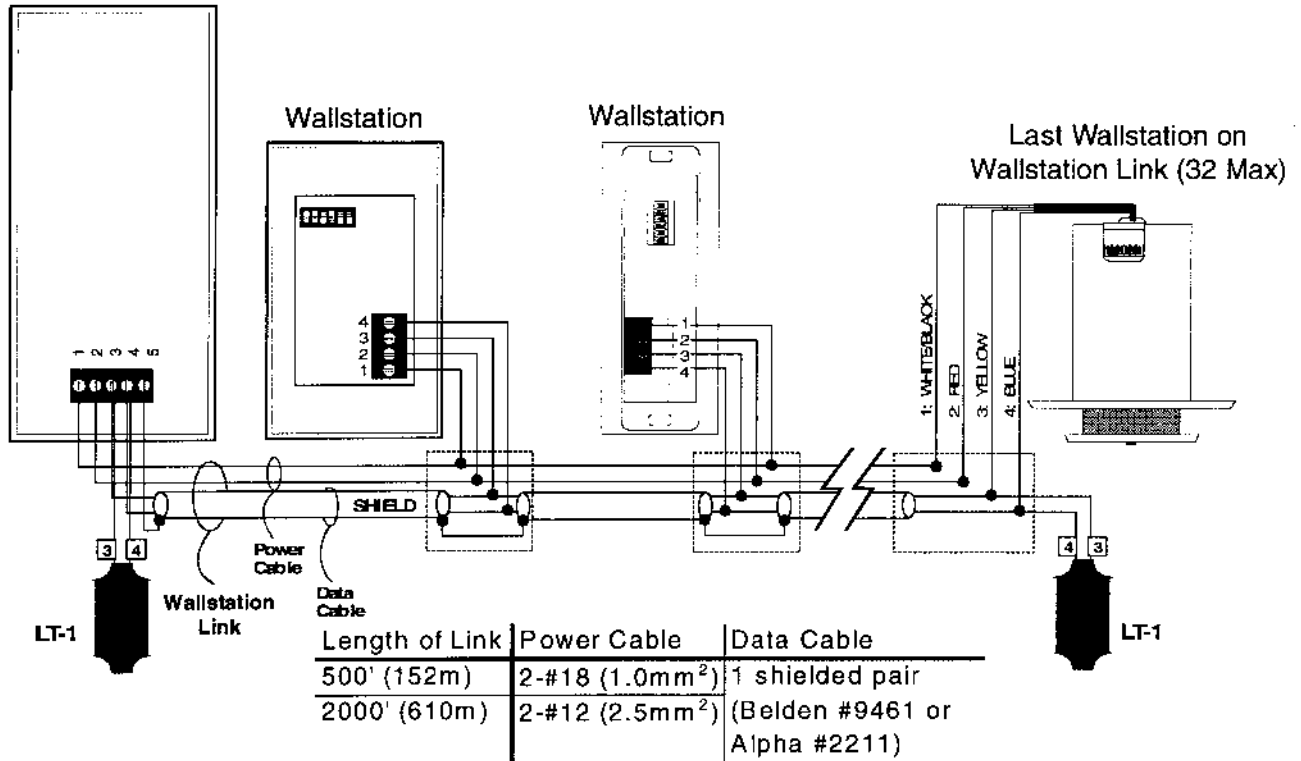 Wallstation
Wallstation
Last Wallstation on
Wallstation Link (32 Max)
1 2 3 4 5
4
3
2
1
1
2
3
4
1: WHITE/BLACK
2: RED
3: YELLOW
4: BLUE
SHIELD
3 4
Power
Cable
Data
Cable
Wallstation
Link
LT-1
4 3
LT-1
Length of Link Power Cable Data Cable
500' (152m) 2-#18 (1.0mm²) 1 shielded pair
2000' (610m) 2-#12 (2.5mm²) (Belden #9461 or
Alpha #2211)